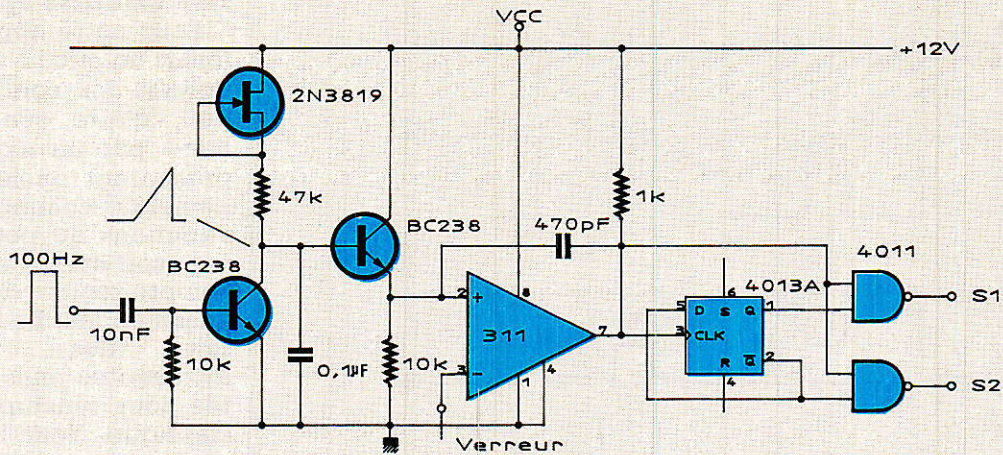 VCC
+12V
2N3819
47k
1k
BC238
470pF
4011
100Hz
BC238
4013A
S1
10nF
10k
0,1µF
10k
2
+
8
311
7
3
−
1
4
5
D
6
S
Q
1
3
CLK
Q̅
2
R
4
S2
Verreur